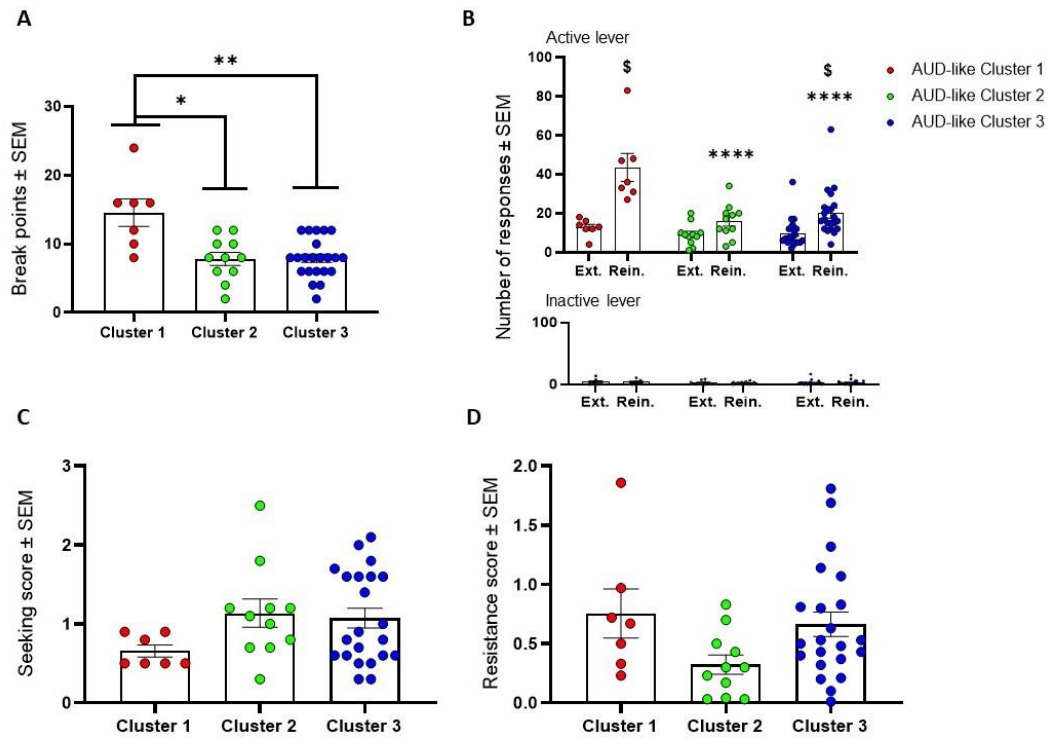 A
Break points ± SEM
30
20
10
0
**
*
Cluster 1 Cluster 2 Cluster 3
B
Active lever
Number of responses ± SEM
100
80
60
40
20
0
$
****
$
****
Ext. Rein. Ext. Rein. Ext. Rein.
AUD-like Cluster 1
AUD-like Cluster 2
AUD-like Cluster 3
Inactive lever
100
0
Ext. Rein. Ext. Rein. Ext. Rein.
C
Seeking score ± SEM
3
2
1
0
Cluster 1 Cluster 2 Cluster 3
D
Resistance score ± SEM
2.0
1.5
1.0
0.5
0.0
Cluster 1 Cluster 2 Cluster 3